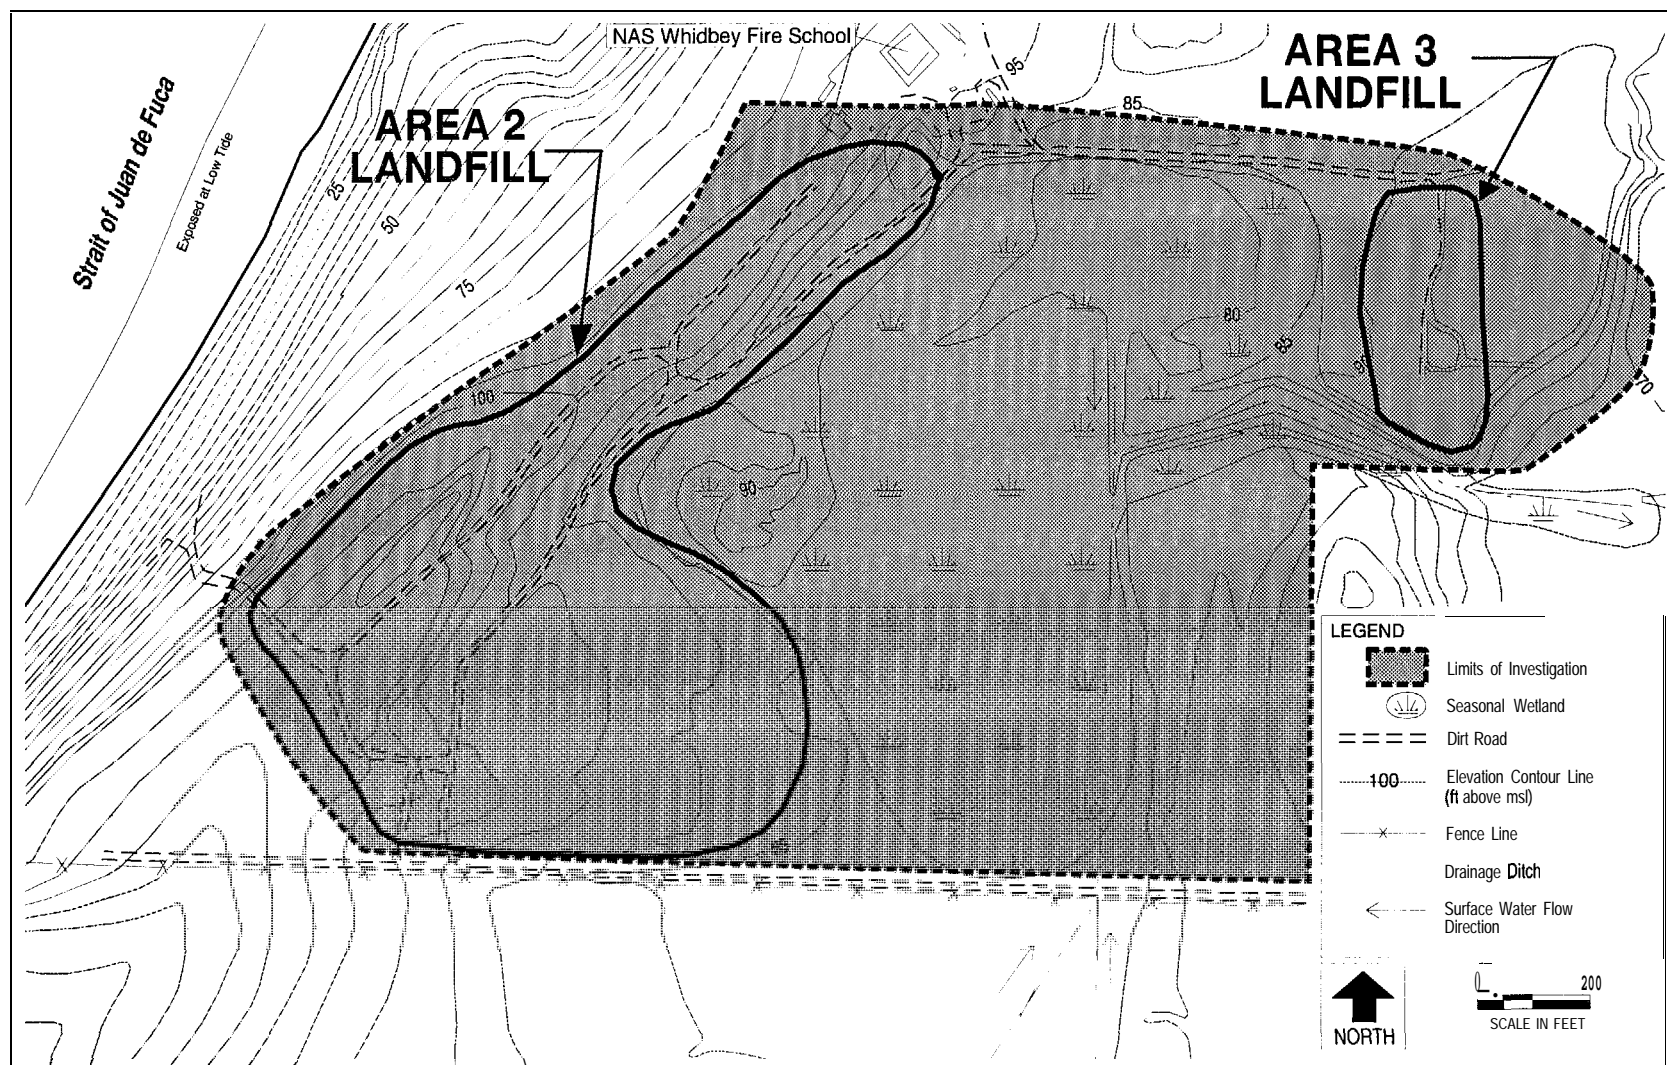 NAS Whidbey Fire School
95
AREA 3
LANDFILL
85
AREA 2
LANDFILL
Strait of Juan de Fuca
Exposed at Low Tide
25
50
75
80
85
100
70
90
LEGEND
Limits of Investigation
Seasonal Wetland
Dirt Road
100
Elevation Contour Line
(ft above msl)
Fence Line
Drainage Ditch
Surface Water Flow
Direction
NORTH
0
200
SCALE IN FEET